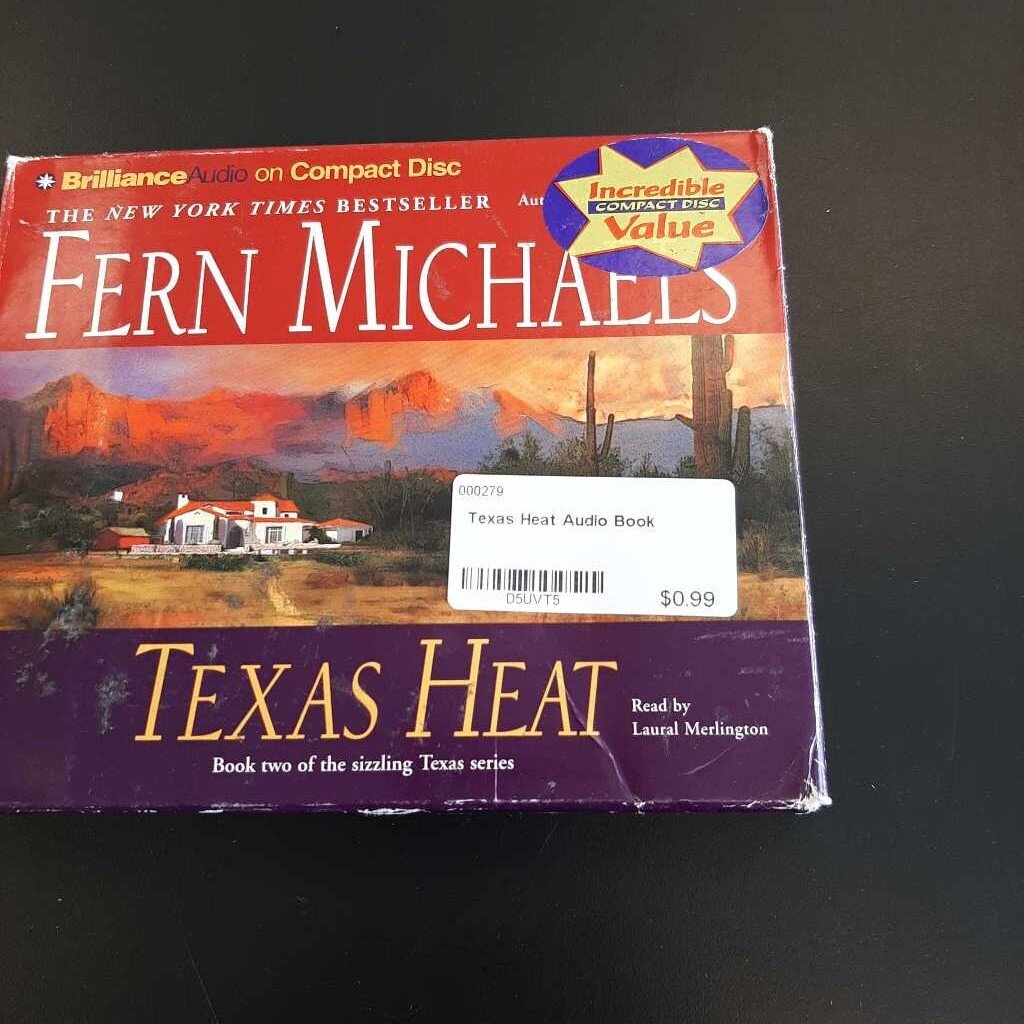 BrillianceAudio on Compact Disc
THE NEW YORK TIMES BESTSELLER
FERN MICHAELS
Incredible
COMPACT DISC
Value
000279
Texas Heat Audio Book
D5UVT5
$0.99
TEXAS HEAT
Read by
Laural Merlington
Book two of the sizzling Texas series